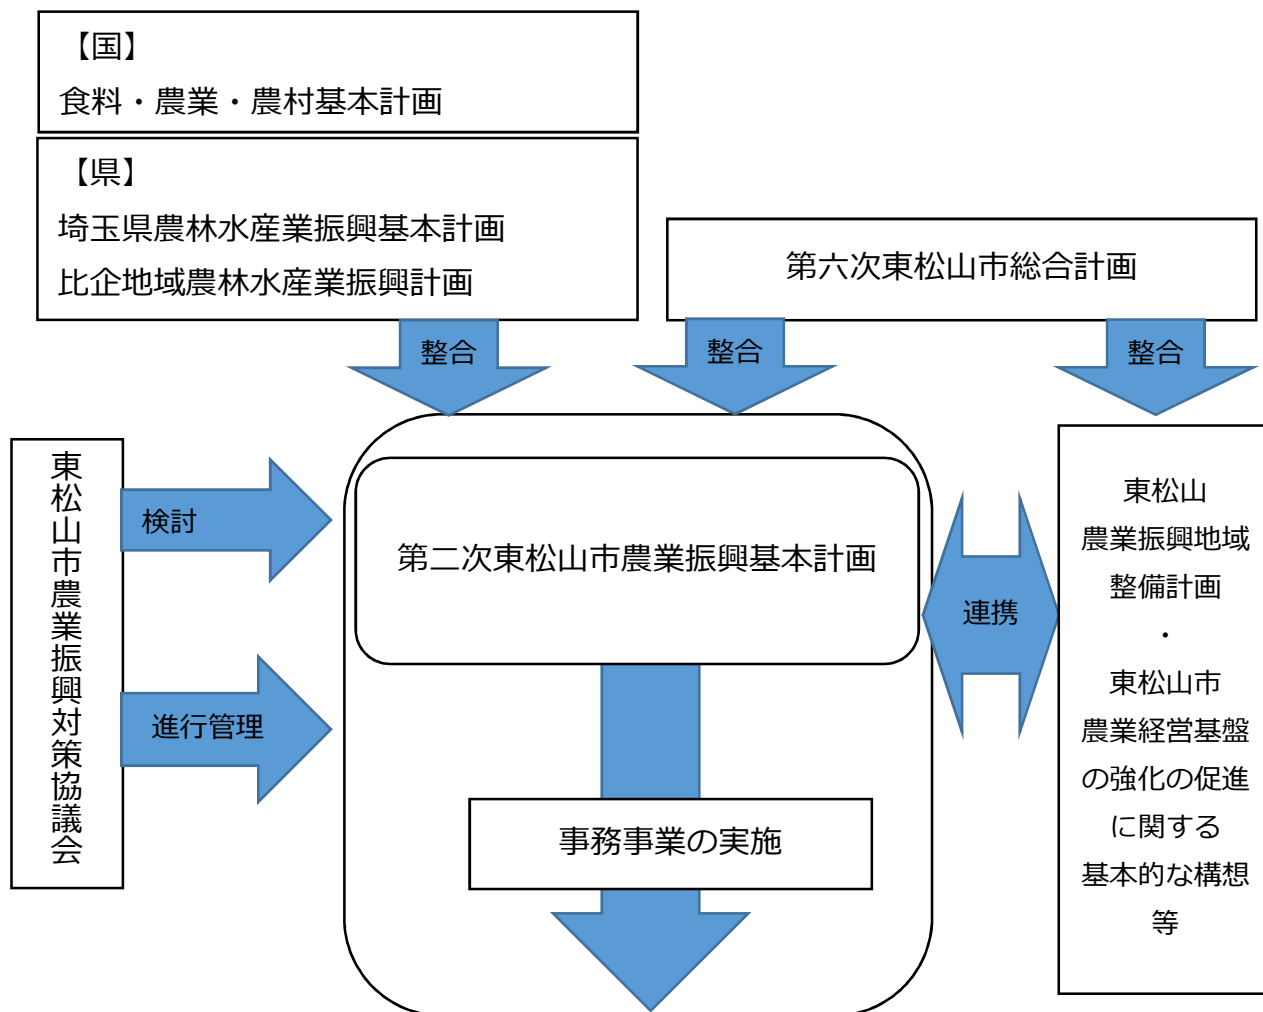 【国】
食料・農業・農村基本計画
【県】
埼玉県農林水産業振興基本計画
比企地域農林水産業振興計画
第六次東松山市総合計画
整合
整合
整合
東松山市農業振興対策協議会
検討
進行管理
第二次東松山市農業振興基本計画
事務事業の実施
連携
東松山
農業振興地域
整備計画
・
東松山市
農業経営基盤
の強化の促進
に関する
基本的な構想
等